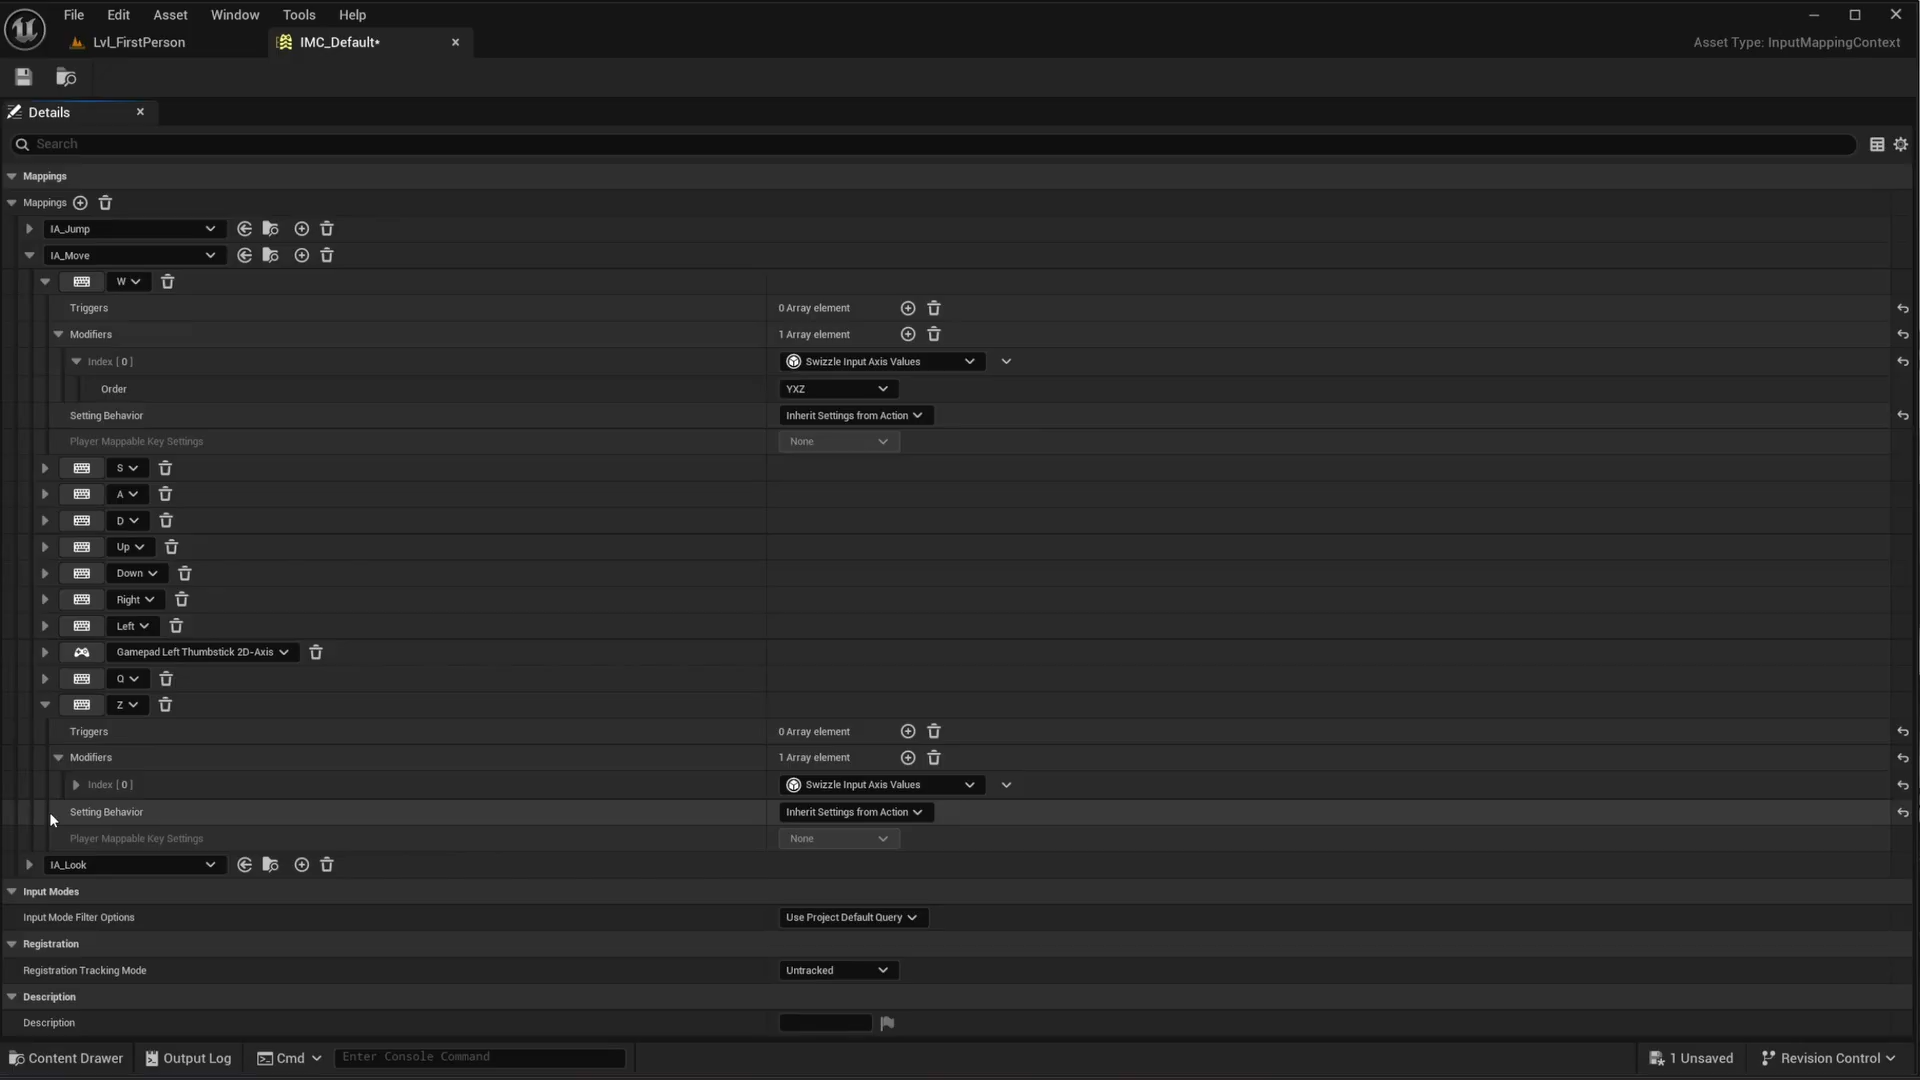 File Edit Asset Window Tools Help
Lvl_FirstPerson IMC_Default* Asset Type: InputMappingContext
Details
Search
Mappings
Mappings
IA_Jump
IA_Move
W
Triggers 0 Array element
Modifiers 1 Array element
Index [ 0 ] Swizzle Input Axis Values
Order YXZ
Setting Behavior Inherit Settings from Action
Player Mappable Key Settings None
S
A
D
Up
Down
Right
Left
Gamepad Left Thumbstick 2D-Axis
Q
Z
Triggers 0 Array element
Modifiers 1 Array element
Index [ 0 ] Swizzle Input Axis Values
Setting Behavior Inherit Settings from Action
Player Mappable Key Settings None
IA_Look
Input Modes
Input Mode Filter Options Use Project Default Query
Registration
Registration Tracking Mode Untracked
Description
Description
Content Drawer Output Log Cmd Enter Console Command 1 Unsaved Revision Control